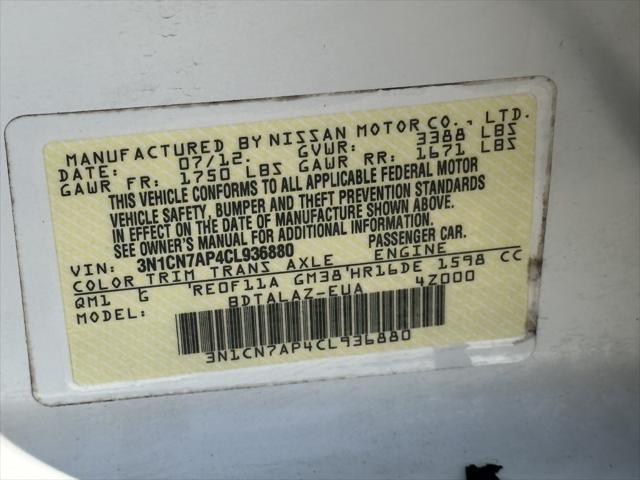 MANUFACTURED BY NISSAN MOTOR CO., LTD.
DATE: 07/12. GVWR: 3388 LBS
GAWR FR: 1750 LBS GAWR RR: 1671 LBS
THIS VEHICLE CONFORMS TO ALL APPLICABLE FEDERAL MOTOR
VEHICLE SAFETY, BUMPER AND THEFT PREVENTION STANDARDS
IN EFFECT ON THE DATE OF MANUFACTURE SHOWN ABOVE.
SEE OWNER'S MANUAL FOR ADDITIONAL INFORMATION.
VIN: 3N1CN7AP4CL936880 PASSENGER CAR.
COLOR TRIM TRANS AXLE ENGINE
QM1 G RE0F11A GM38 HR16DE 1598 CC
MODEL: BDTALAZ-EUA 4Z000
3N1CN7AP4CL936880